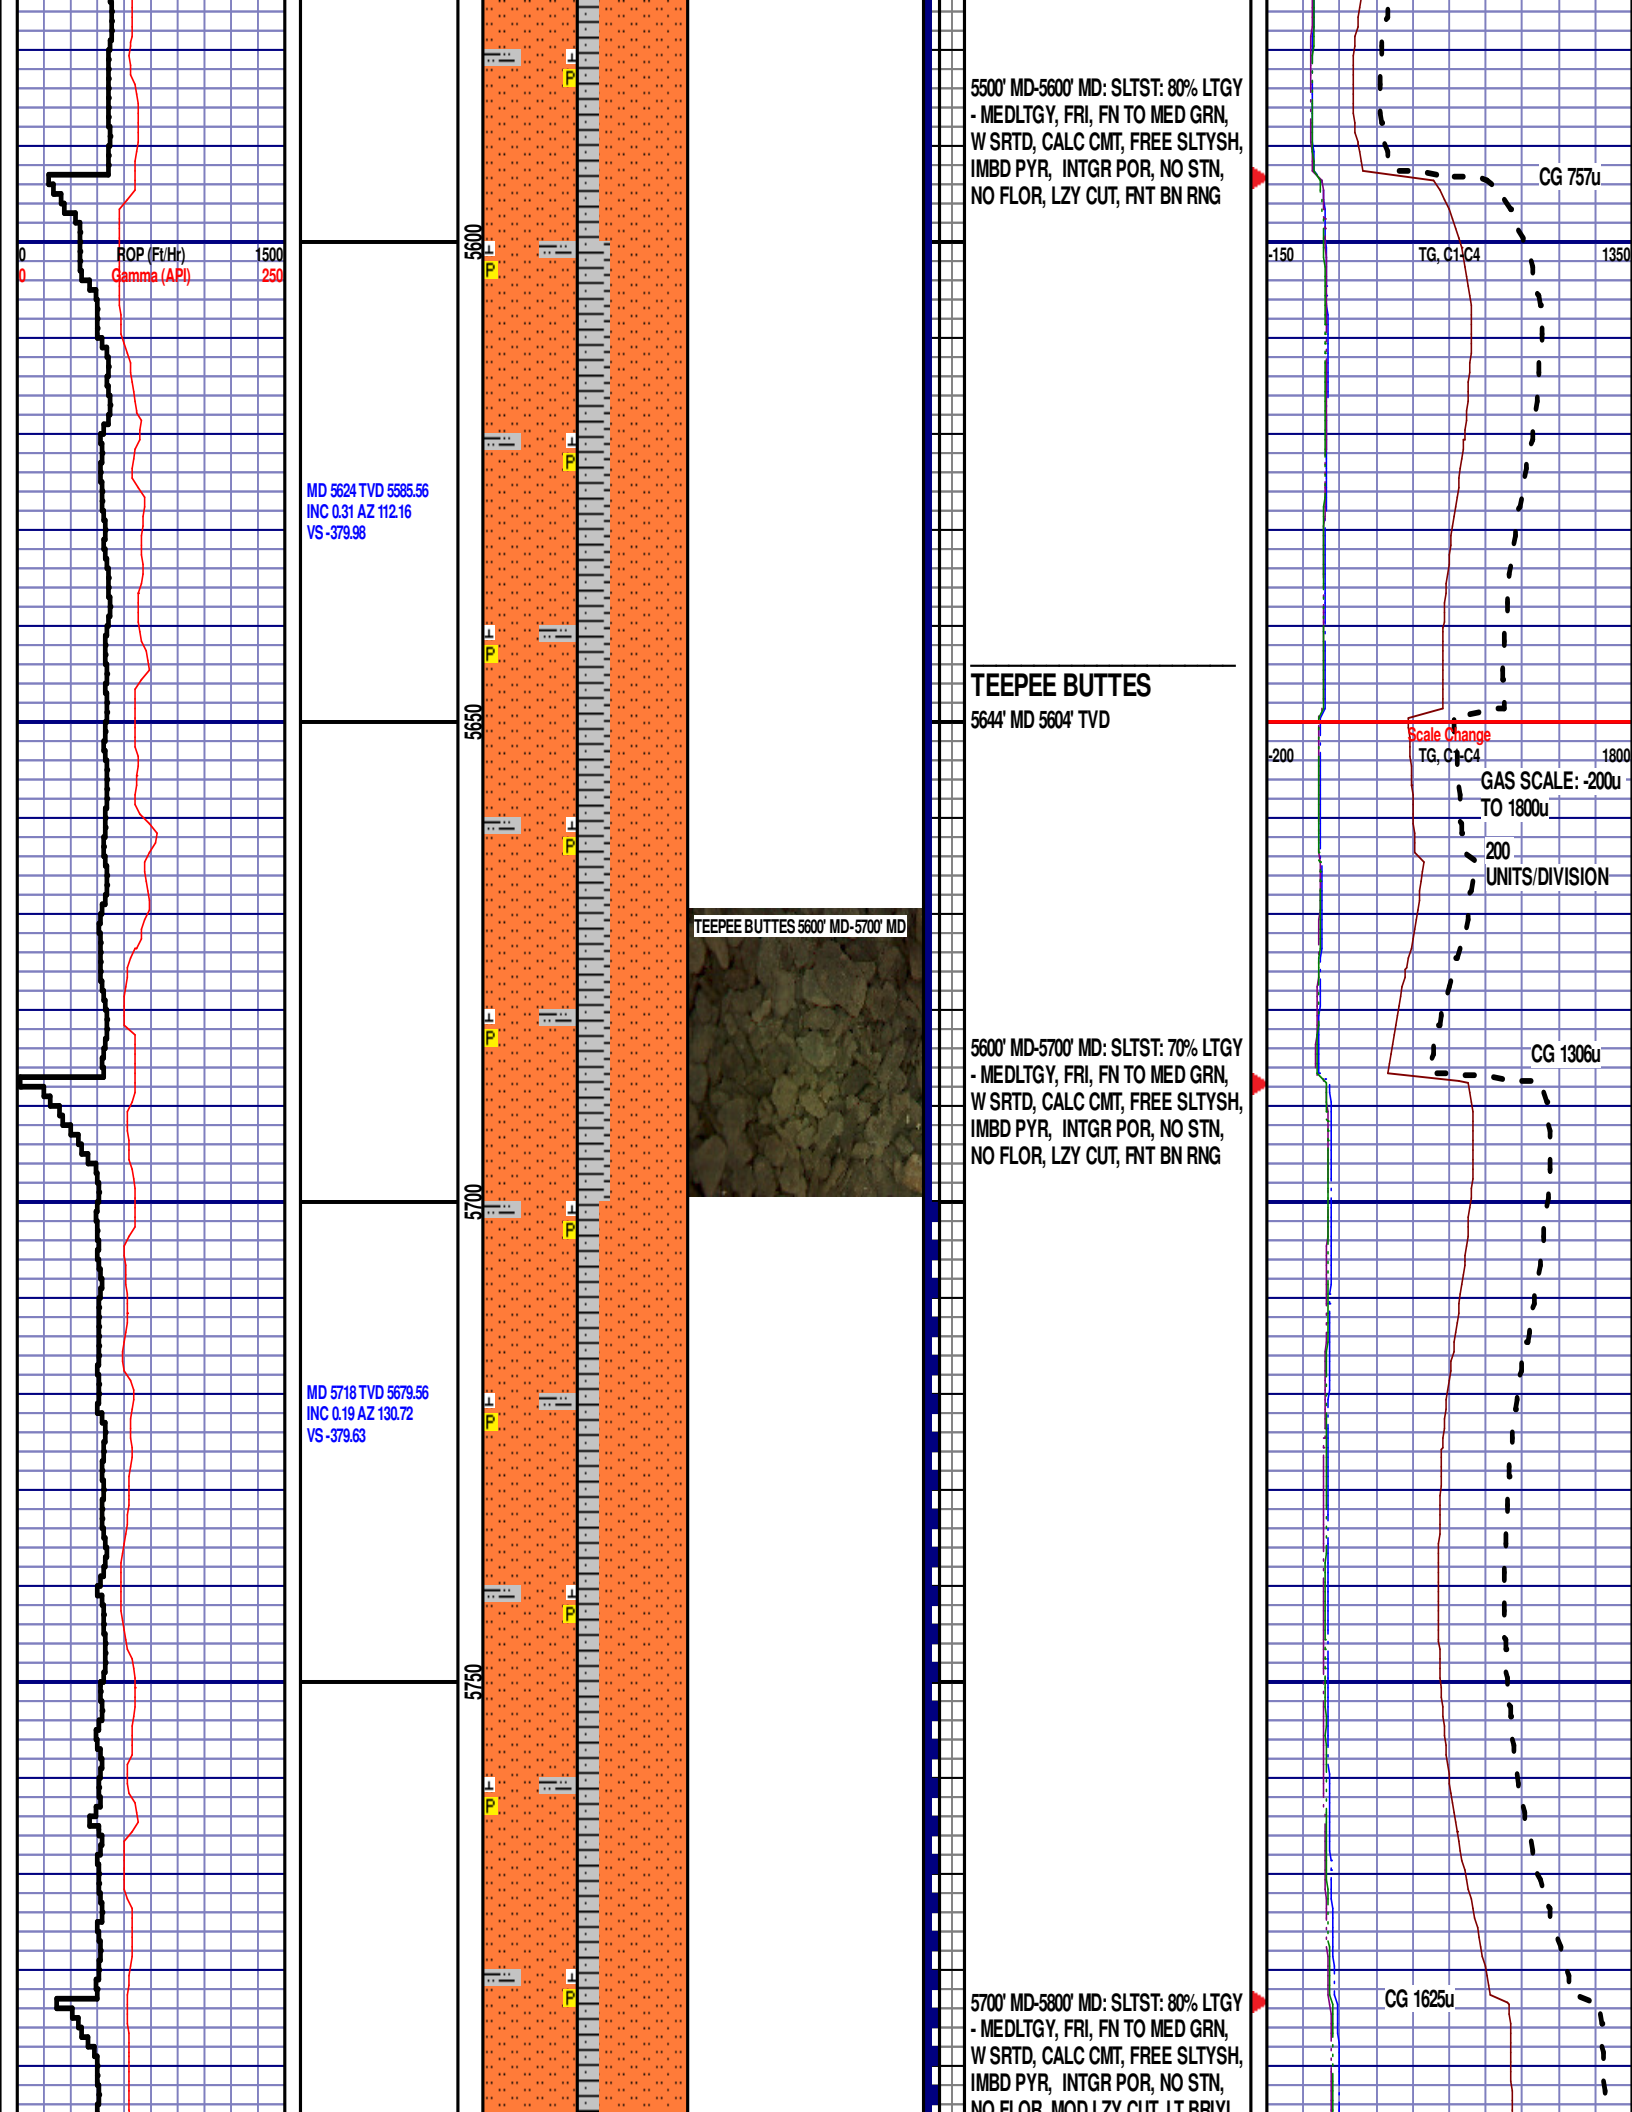 5500' MD-5600' MD: SLTST: 80% LTGY
- MEDLTGY, FRI, FN TO MED GRN,
W SRTD, CALC CMT, FREE SLTYSH,
IMBD PYR, INTGR POR, NO STN,
NO FLOR, LZY CUT, FNT BN RNG
P
CG 757u
5600
0 ROP (Ft/Hr) 1500
0 Gamma (API) 250
P
-150 TG, C1-C4 1350
P
MD 5624 TVD 5585.56
INC 0.31 AZ 112.16
VS -379.98
P
TEEPEE BUTTES
5644' MD 5604' TVD
5650
Scale Change
-200 TG, C1-C4 1800
GAS SCALE: -200u
TO 1800u
200
UNITS/DIVISION
P
TEEPEE BUTTES 5600' MD-5700' MD
P
5600' MD-5700' MD: SLTST: 70% LTGY
- MEDLTGY, FRI, FN TO MED GRN,
W SRTD, CALC CMT, FREE SLTYSH,
IMBD PYR, INTGR POR, NO STN,
NO FLOR, LZY CUT, FNT BN RNG
CG 1306u
5700
P
MD 5718 TVD 5679.56
INC 0.19 AZ 130.72
VS -379.63
P
P
5750
P
P
CG 1625u
5700' MD-5800' MD: SLTST: 80% LTGY
- MEDLTGY, FRI, FN TO MED GRN,
W SRTD, CALC CMT, FREE SLTYSH,
IMBD PYR, INTGR POR, NO STN,
NO FLOR, MOD LZY CUT, LT